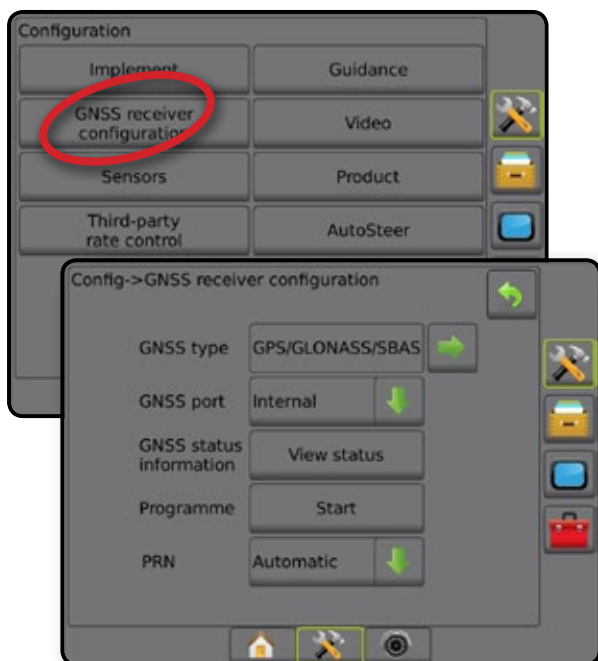 Configuration
Implement
Guidance
GNSS receiver
configuration
Video
Sensors
Product
Third-party
rate control
AutoSteer
Config->GNSS receiver configuration
GNSS type
GPS/GLONASS/SBAS
GNSS port
Internal
GNSS status
information
View status
Programme
Start
PRN
Automatic